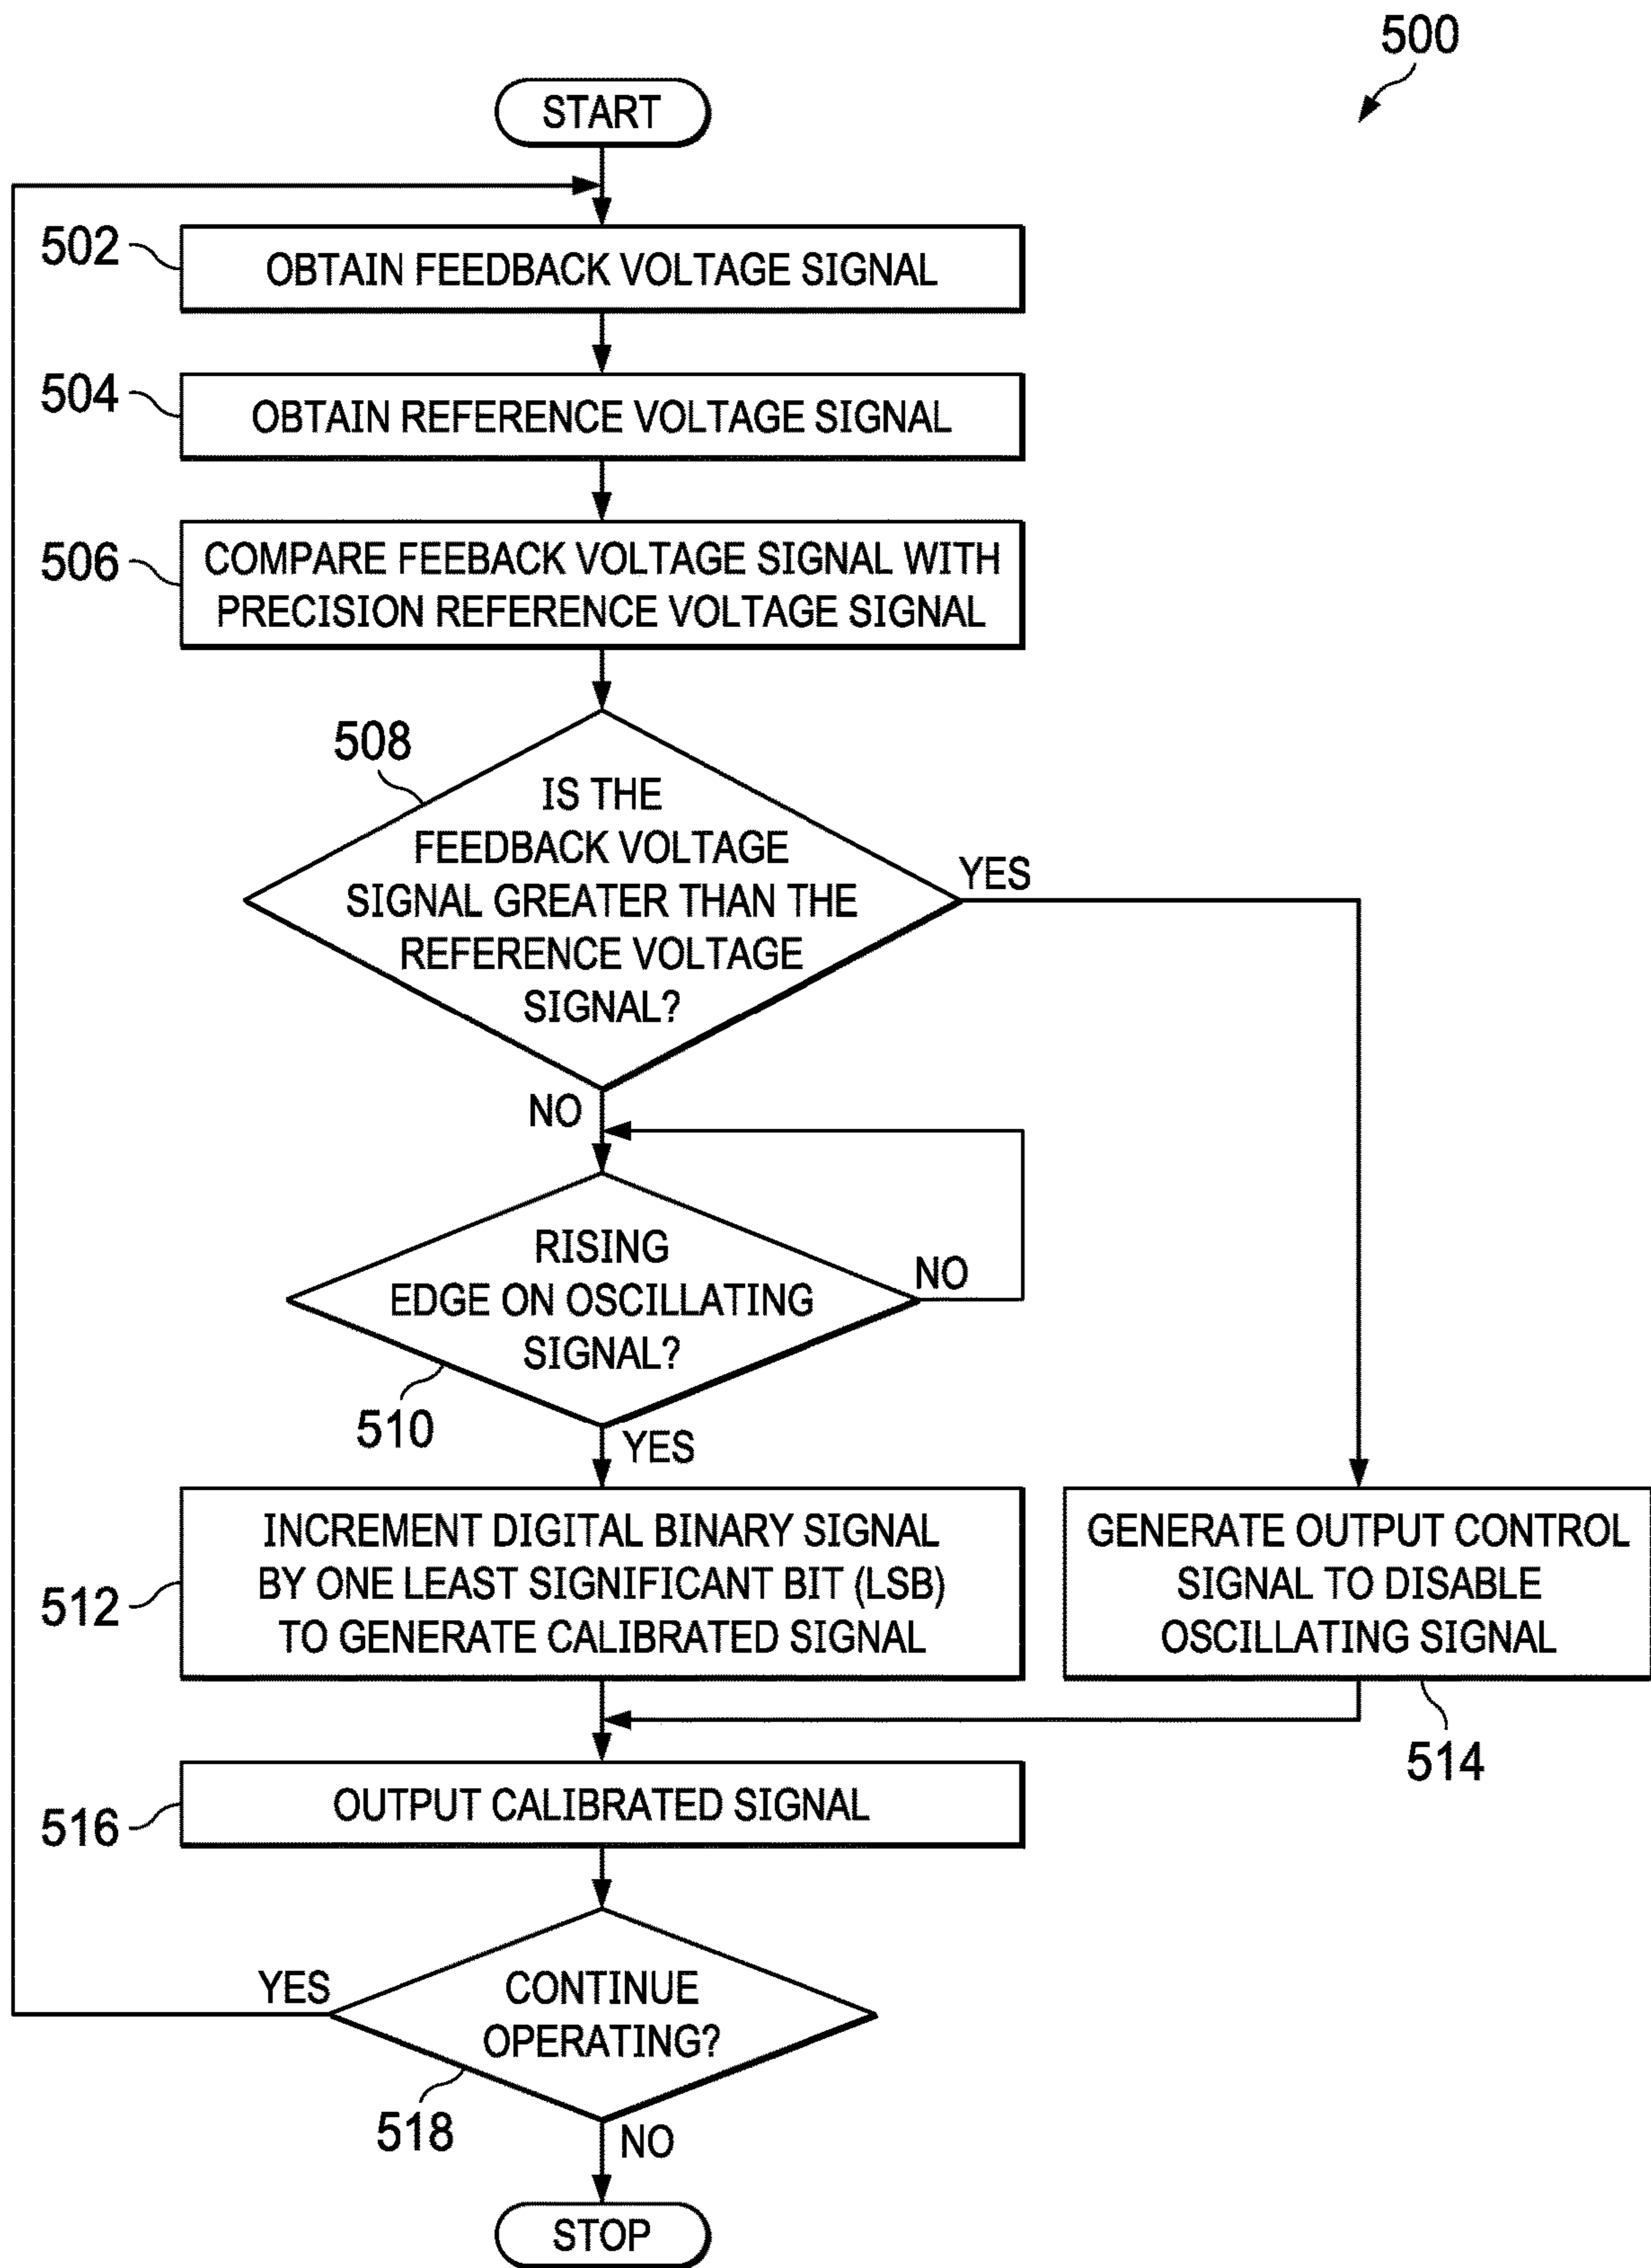 500
START
502
OBTAIN FEEDBACK VOLTAGE SIGNAL
504
OBTAIN REFERENCE VOLTAGE SIGNAL
506
COMPARE FEEBACK VOLTAGE SIGNAL WITH
PRECISION REFERENCE VOLTAGE SIGNAL
508
IS THE
FEEDBACK VOLTAGE
SIGNAL GREATER THAN THE
REFERENCE VOLTAGE
SIGNAL?
YES
NO
RISING
EDGE ON OSCILLATING
SIGNAL?
NO
510
YES
512
INCREMENT DIGITAL BINARY SIGNAL
BY ONE LEAST SIGNIFICANT BIT (LSB)
TO GENERATE CALIBRATED SIGNAL
GENERATE OUTPUT CONTROL
SIGNAL TO DISABLE
OSCILLATING SIGNAL
514
516
OUTPUT CALIBRATED SIGNAL
YES
CONTINUE
OPERATING?
518
NO
STOP